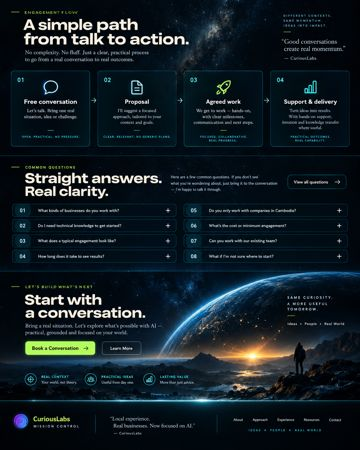 ENGAGEMENT FLOW
A simple path
from talk to action.
No complexity. No fluff. Just a clear, practical process
to go from a real conversation to real outcomes.
DIFFERENT CONTEXTS.
SAME MOMENTUM.
IDEAS INTO IMPACT.
“Good conversations
create real momentum.”
— CuriousLabs
01
Free conversation
Let's talk. Bring one real
situation, idea or challenge.
OPEN. PRACTICAL. NO PRESSURE.
02
Proposal
I'll suggest a focused
approach, tailored to your
context and goals.
CLEAR. RELEVANT. NO GENERIC PLANS.
03
Agreed work
We get to work — hands-on,
with clear milestones,
communication and next steps.
FOCUSED. COLLABORATIVE.
REAL PROGRESS.
04
Support & delivery
Turn ideas into results.
With hands-on support,
iteration and knowledge transfer
where useful.
PRACTICAL OUTCOMES.
REAL CAPABILITY.
COMMON QUESTIONS
Straight answers.
Real clarity.
Here are a few common questions. If you don't see
what you're wondering about, just bring it to the conversation
— I'm happy to talk it through.
View all questions →
01 What kinds of businesses do you work with? +
02 Do I need technical knowledge to get started? +
03 What does a typical engagement look like? +
04 How long does it take to see results? +
05 Do you only work with companies in Cambodia? +
06 What's the cost or minimum engagement? +
07 Can you work with our existing team? +
08 What if I'm not sure where to start? +
LET'S BUILD WHAT'S NEXT
Start with
a conversation.
Bring a real situation. Let's explore what's possible with AI —
practical, grounded and focused on your world.
Book a Conversation →
Learn More
REAL CONTEXT
Your world, not theory.
PRACTICAL IDEAS
Useful from day one.
LASTING VALUE
More than just advice.
SAME CURIOSITY.
A MORE USEFUL
TOMORROW.
Ideas • People • Real World
CuriousLabs
MISSION CONTROL
“Local experience.
Real businesses. Now focused on AI.”
— CuriousLabs
About Approach Experience Resources Contact
IDEAS • PEOPLE • REAL WORLD